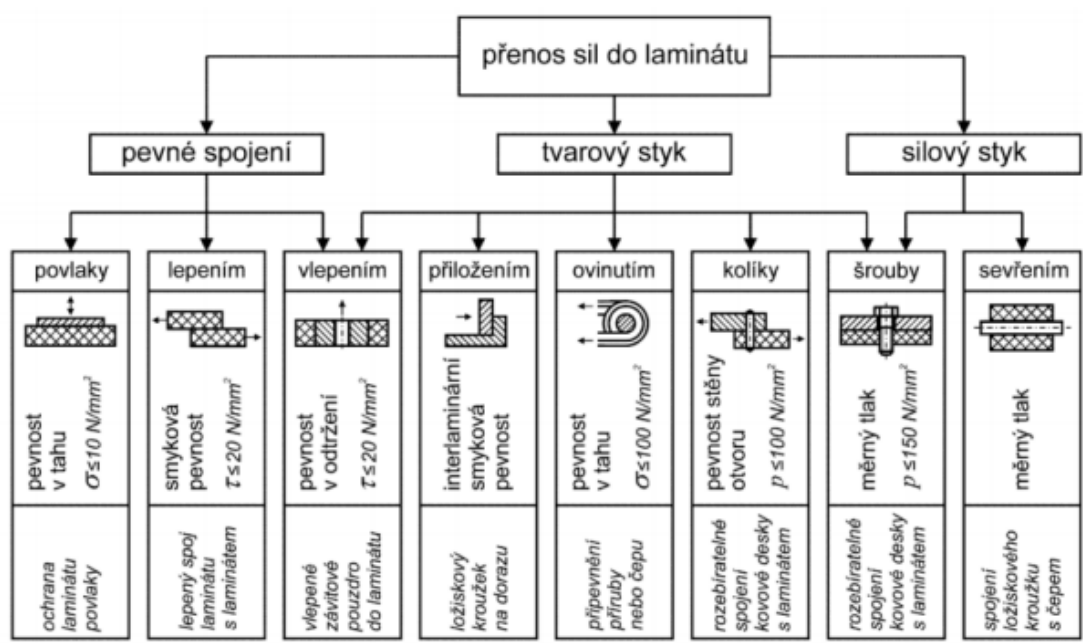 přenos sil do laminátu
pevné spojení
tvarový styk
silový styk
povlaky
lepením
vlepením
přiložením
ovinutím
kolíky
šrouby
sevřením
pevnost
v tahu
σ≤10 N/mm²
smyková
pevnost
τ≤20 N/mm²
pevnost
v odtržení
τ≤20 N/mm²
interlaminární
smyková
pevnost
pevnost
v tahu
σ≤100 N/mm²
pevnost stěny
otvoru
p≤100 N/mm²
měrný tlak
p≤150 N/mm²
měrný tlak
ochrana
laminátu
povlaky
lepený spoj
laminátu
s laminátem
vlepené
závitové
pouzdro
do laminátu
ložiskový
kroužek
na dorazu
připevnění
příruby
nebo čepu
rozebíratelné
spojení
kovové desky
s laminátem
rozebíratelné
spojení
kovové desky
s laminátem
spojení
ložiskového
kroužku
s čepem